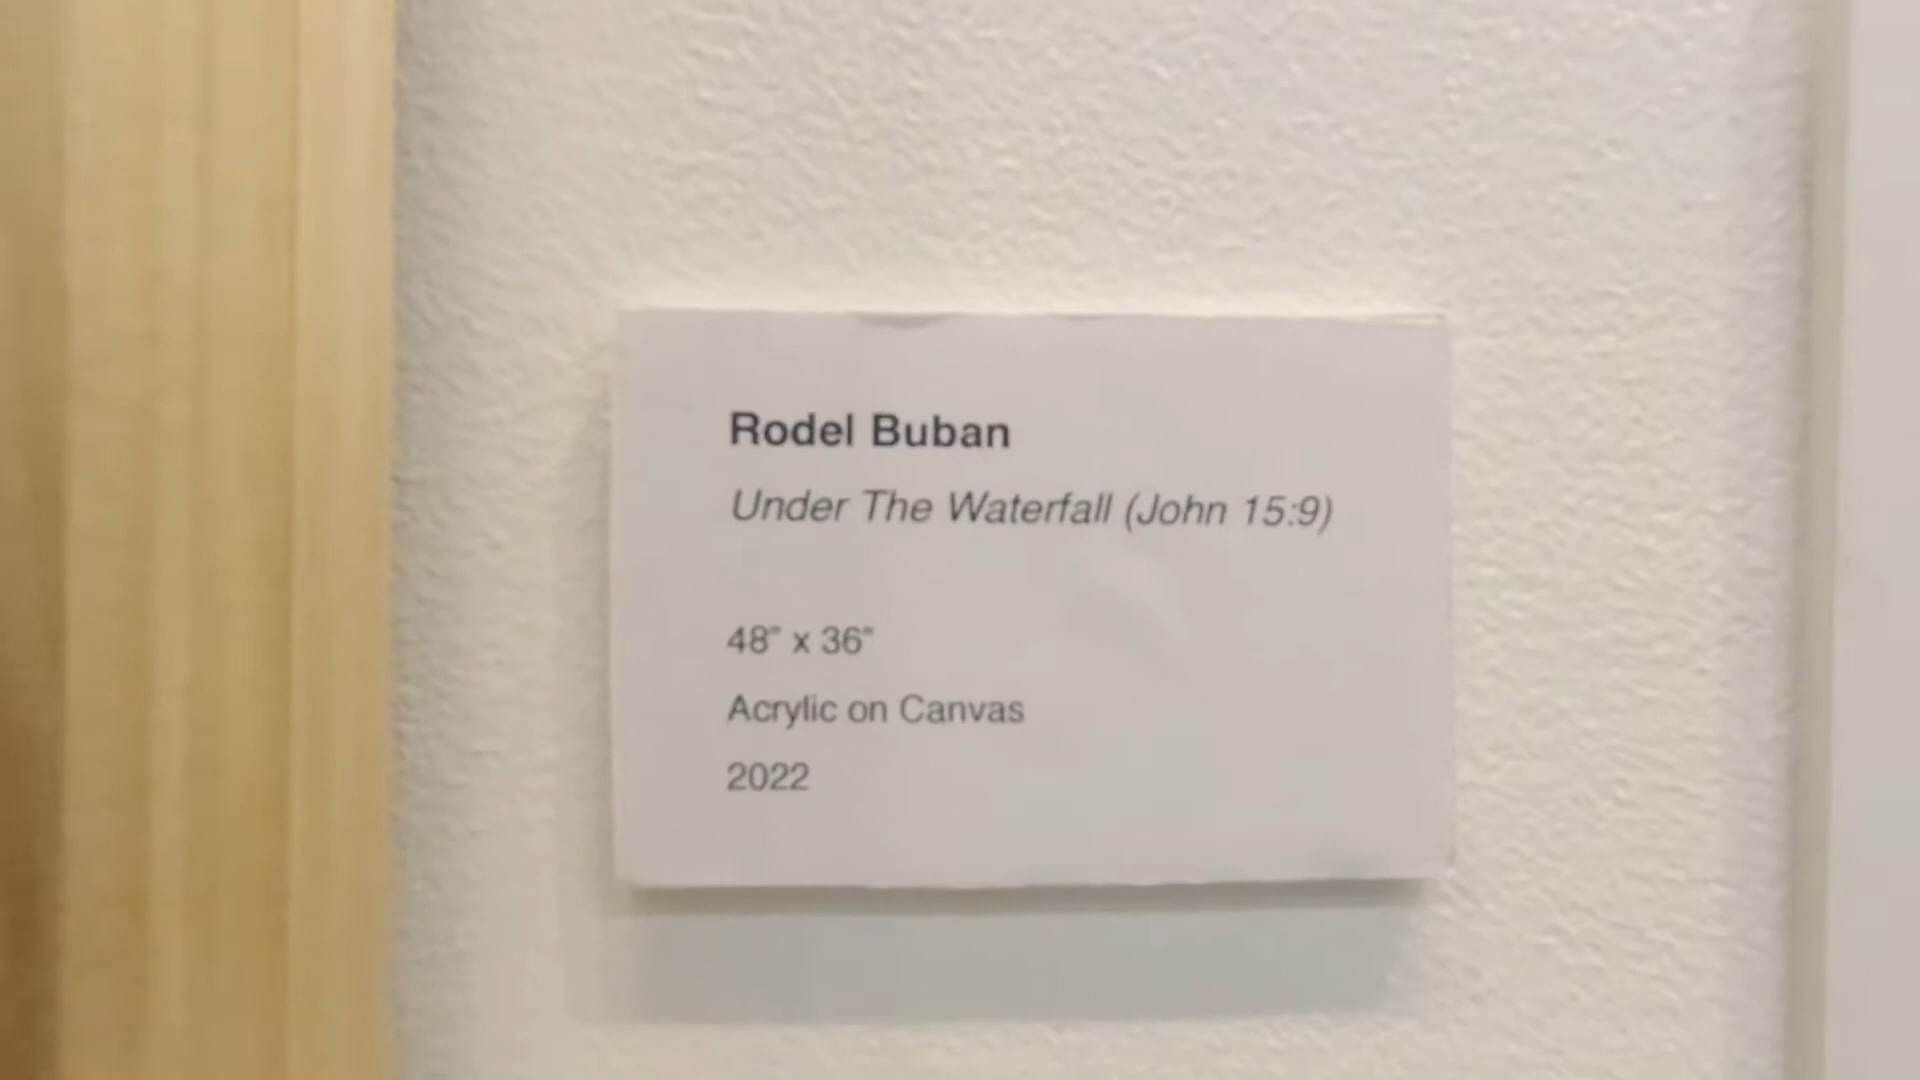 Rodel Buban
Under The Waterfall (John 15:9)
48" x 36"
Acrylic on Canvas
2022